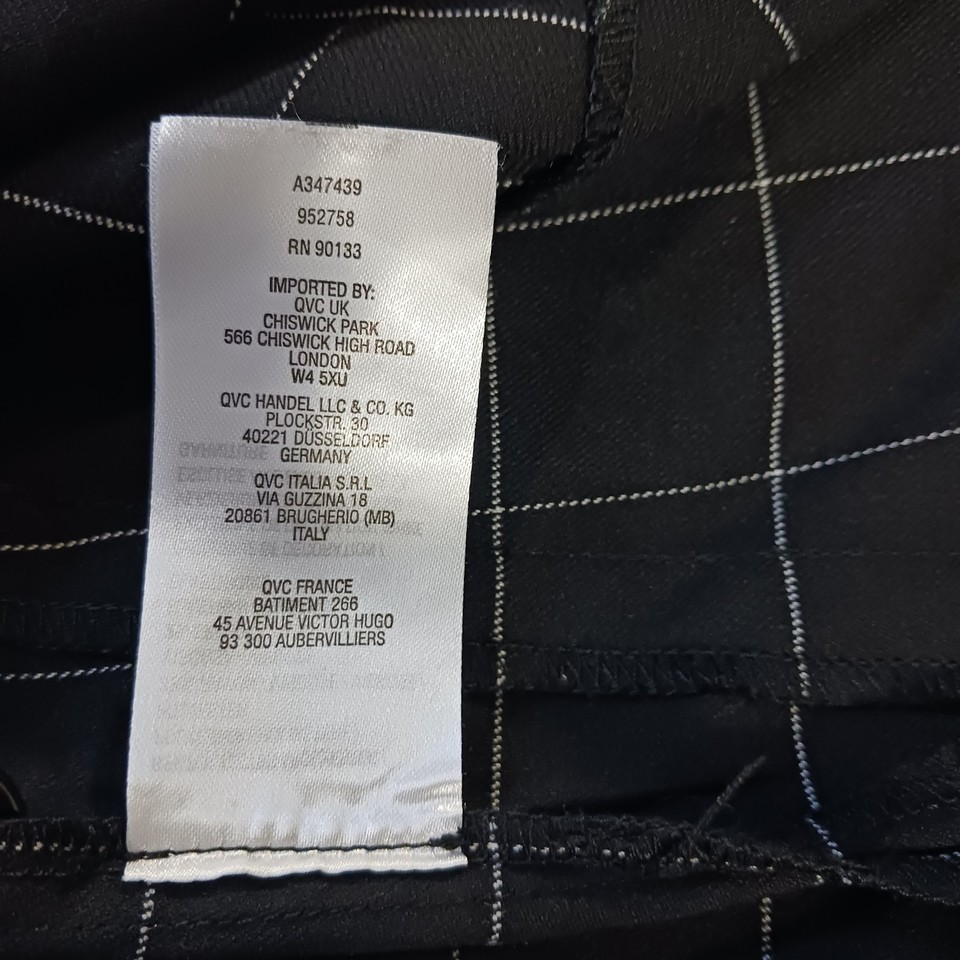 A347439
952758
RN 90133
IMPORTED BY:
QVC UK
CHISWICK PARK
566 CHISWICK HIGH ROAD
LONDON
W4 5XU
QVC HANDEL LLC & CO. KG
PLOCKSTR. 30
40221 DÜSSELDORF
GERMANY
QVC ITALIA S.R.L
VIA GUZZINA 18
20861 BRUGHERIO (MB)
ITALY
QVC FRANCE
BATIMENT 266
45 AVENUE VICTOR HUGO
93 300 AUBERVILLIERS